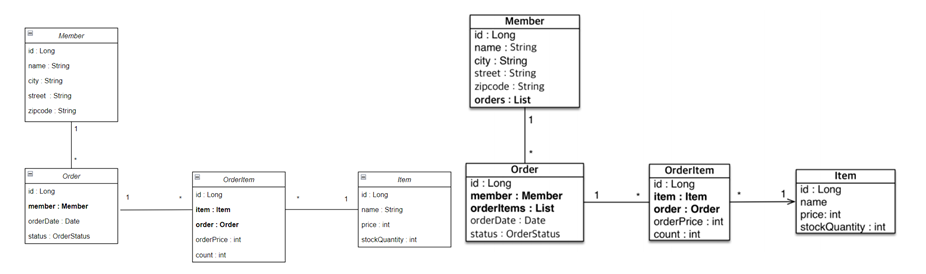 Member
id : Long
name : String
city : String
street : String
zipcode : String
1
*
Order
id : Long
member : Member
orderDate : Date
status : OrderStatus
1
*
OrderItem
id : Long
item : Item
order : Order
orderPrice : int
count : int
*
1
Item
id : Long
name : String
price : int
stockQuantity : int
Member
id : Long
name : String
city : String
street : String
zipcode : String
orders : List
1
*
Order
id : Long
member : Member
orderItems : List
orderDate : Date
status : OrderStatus
1
*
OrderItem
id : Long
item : Item
order : Order
orderPrice : int
count : int
*
1
Item
id : Long
name
price: int
stockQuantity : int